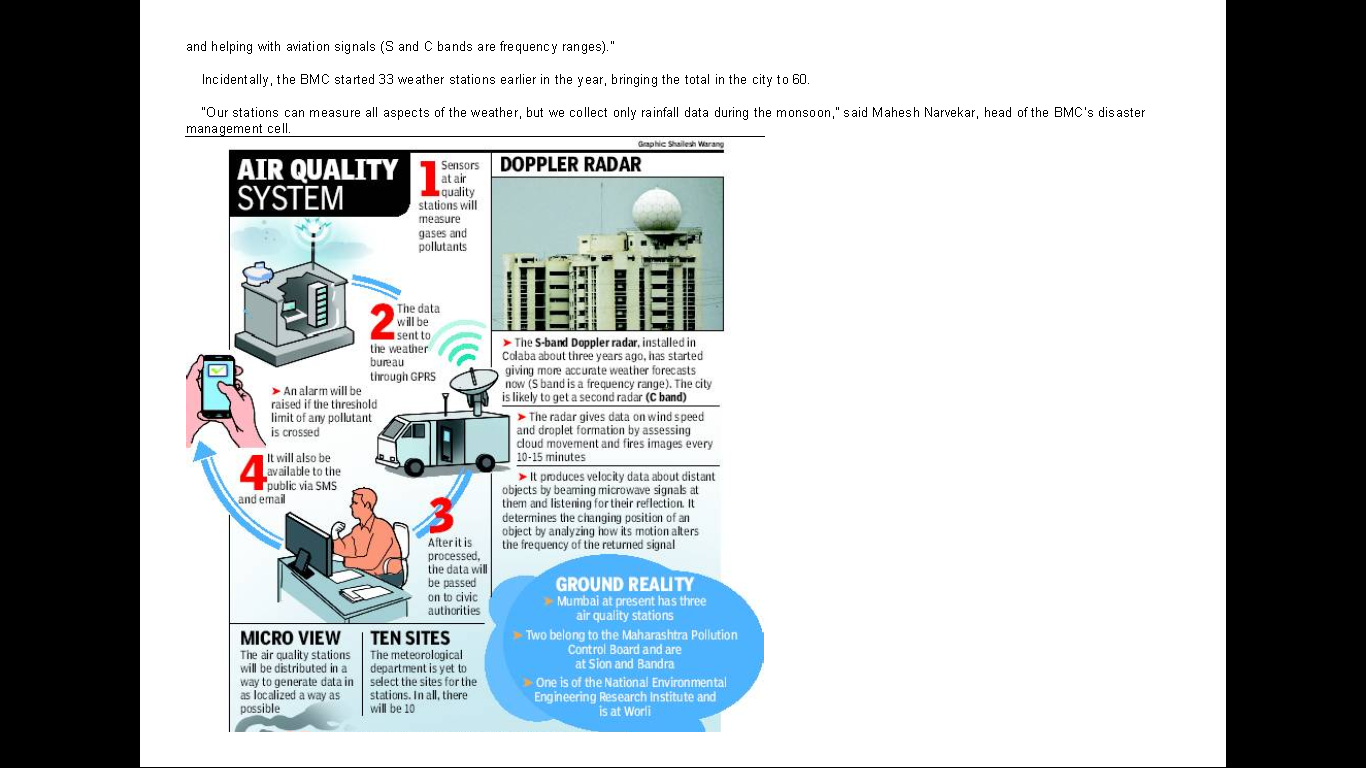 and helping with aviation signals (S and C bands are frequency ranges)."
Incidentally, the BMC started 33 weather stations earlier in the year, bringing the total in the city to 60.
"Our stations can measure all aspects of the weather, but we collect only rainfall data during the monsoon," said Mahesh Narvekar, head of the BMC's disaster
management cell.
Graphic: Shailesh Warang
AIR QUALITY
SYSTEM
1 Sensors
at air
quality
stations will
measure
gases and
pollutants
2 The data
will be
sent to
the weather
bureau
through GPRS
➤ An alarm will be
raised if the threshold
limit of any pollutant
is crossed
3
After it is
processed,
the data will
be passed
on to civic
authorities
4 It will also be
available to the
public via SMS
and email
MICRO VIEW
The air quality stations
will be distributed in a
way to generate data in
as localized a way as
possible
TEN SITES
The meteorological
department is yet to
select the sites for the
stations. In all, there
will be 10
DOPPLER RADAR
➤ The S-band Doppler radar, installed in
Colaba about three years ago, has started
giving more accurate weather forecasts
now (S band is a frequency range). The city
is likely to get a second radar (C band)
➤ The radar gives data on wind speed
and droplet formation by assessing
cloud movement and fires images every
10-15 minutes
➤ It produces velocity data about distant
objects by beaming microwave signals at
them and listening for their reflection. It
determines the changing position of an
object by analyzing how its motion alters
the frequency of the returned signal
GROUND REALITY
➤ Mumbai at present has three
air quality stations
➤ Two belong to the Maharashtra Pollution
Control Board and are
at Sion and Bandra
➤ One is of the National Environmental
Engineering Research Institute and
is at Worli